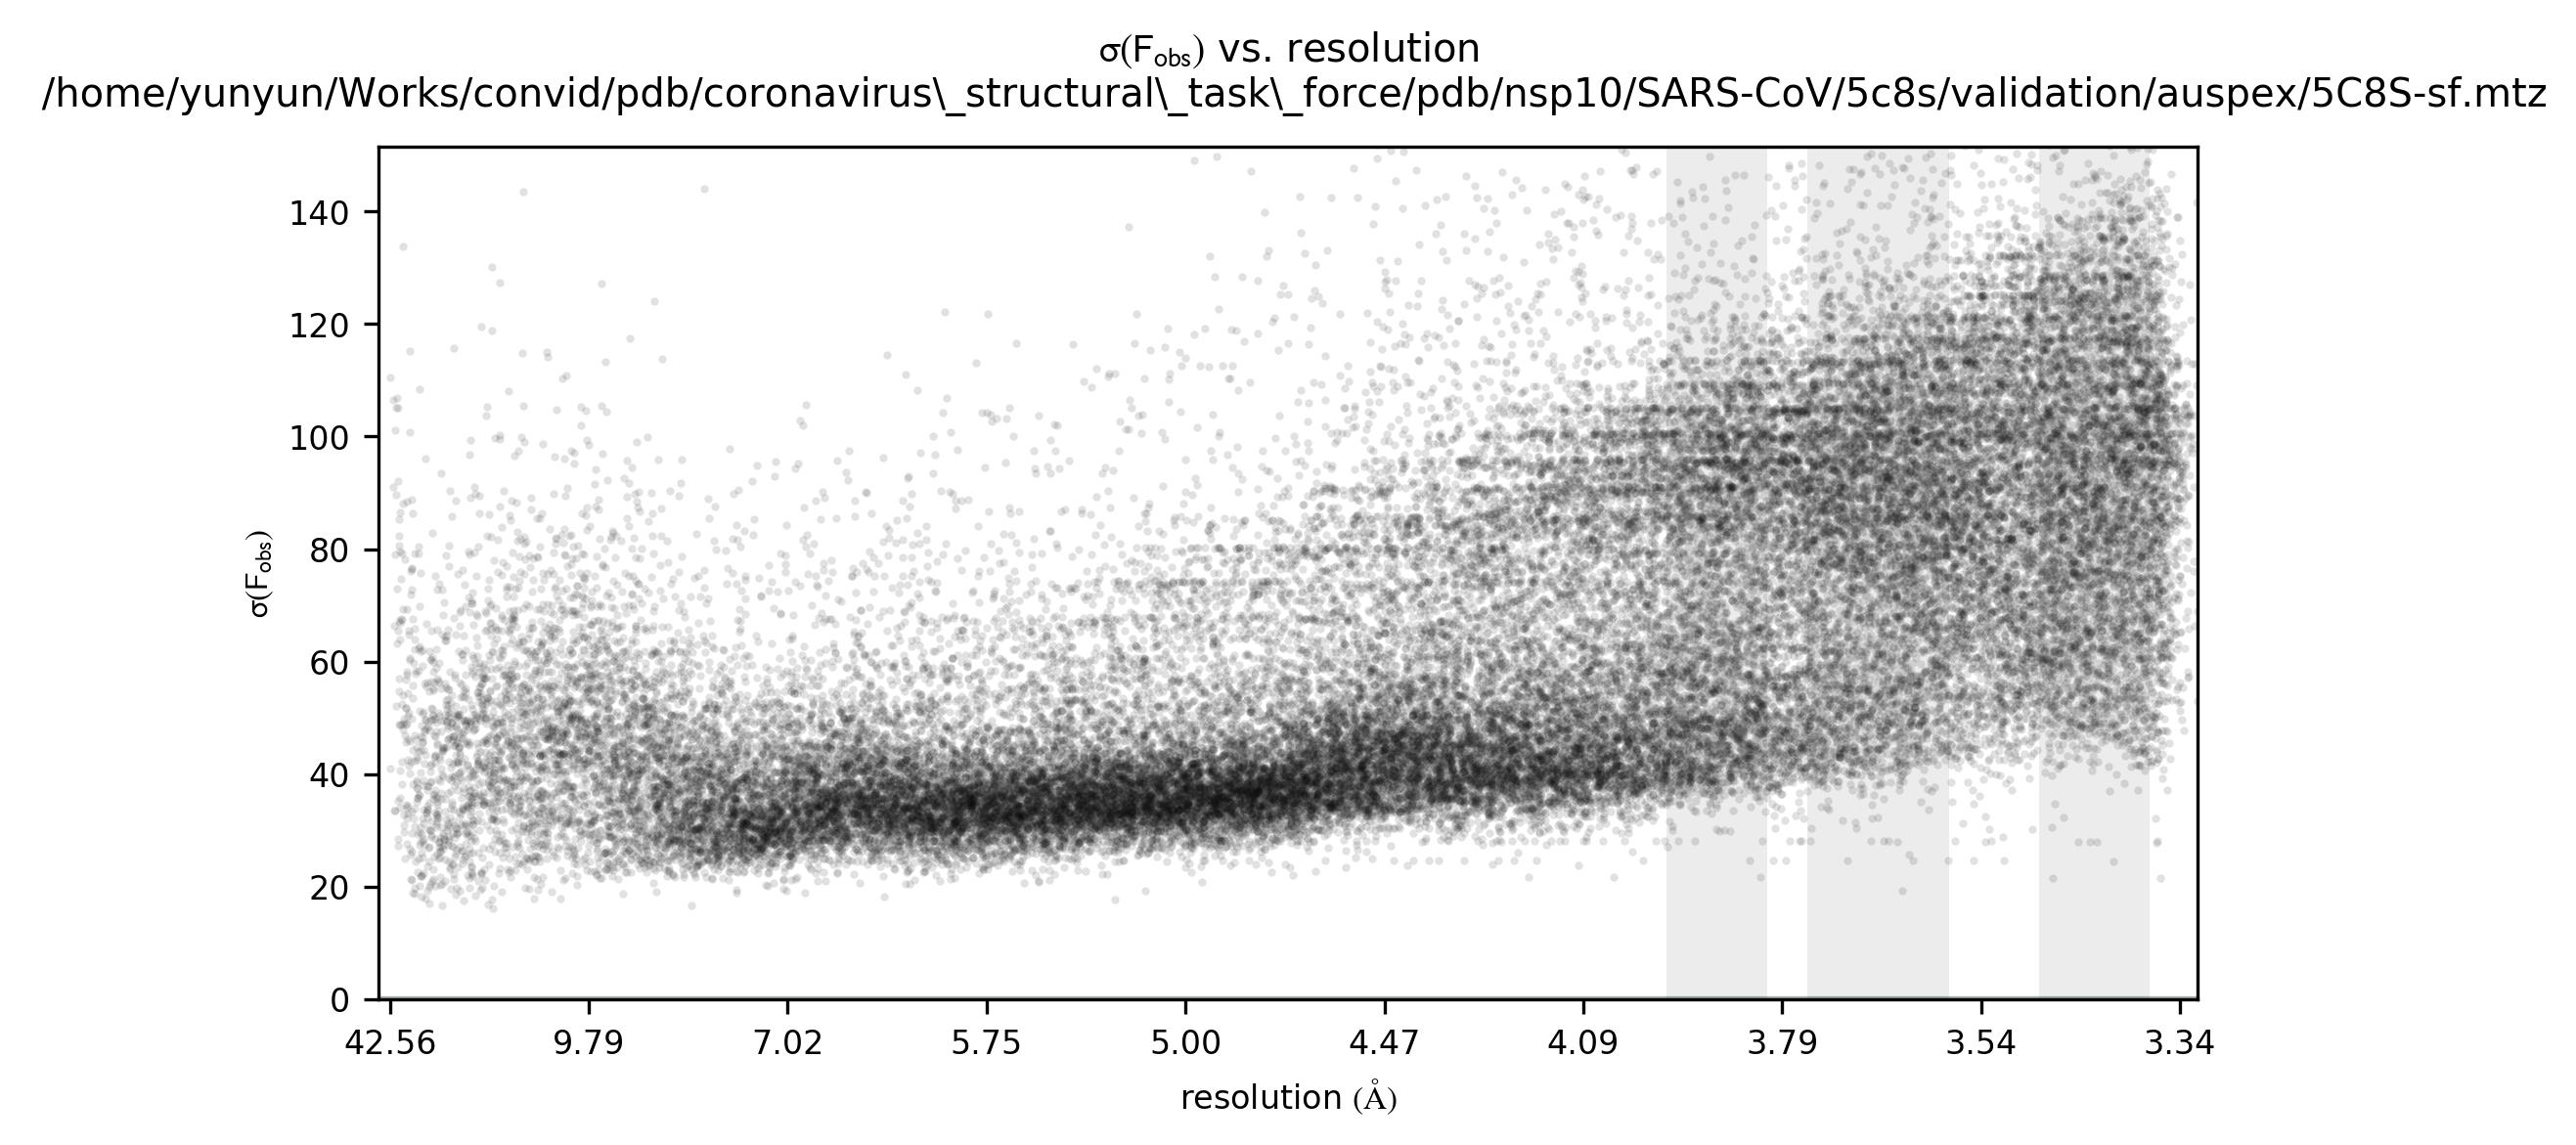 σ(Fobs) vs. resolution
/home/yunyun/Works/convid/pdb/coronavirus\_structural\_task\_force/pdb/nsp10/SARS-CoV/5c8s/validation/auspex/5C8S-sf.mtz
140
120
100
80
60
40
20
0
σ(Fobs)
42.56 9.79 7.02 5.75 5.00 4.47 4.09 3.79 3.54 3.34
resolution (Å)